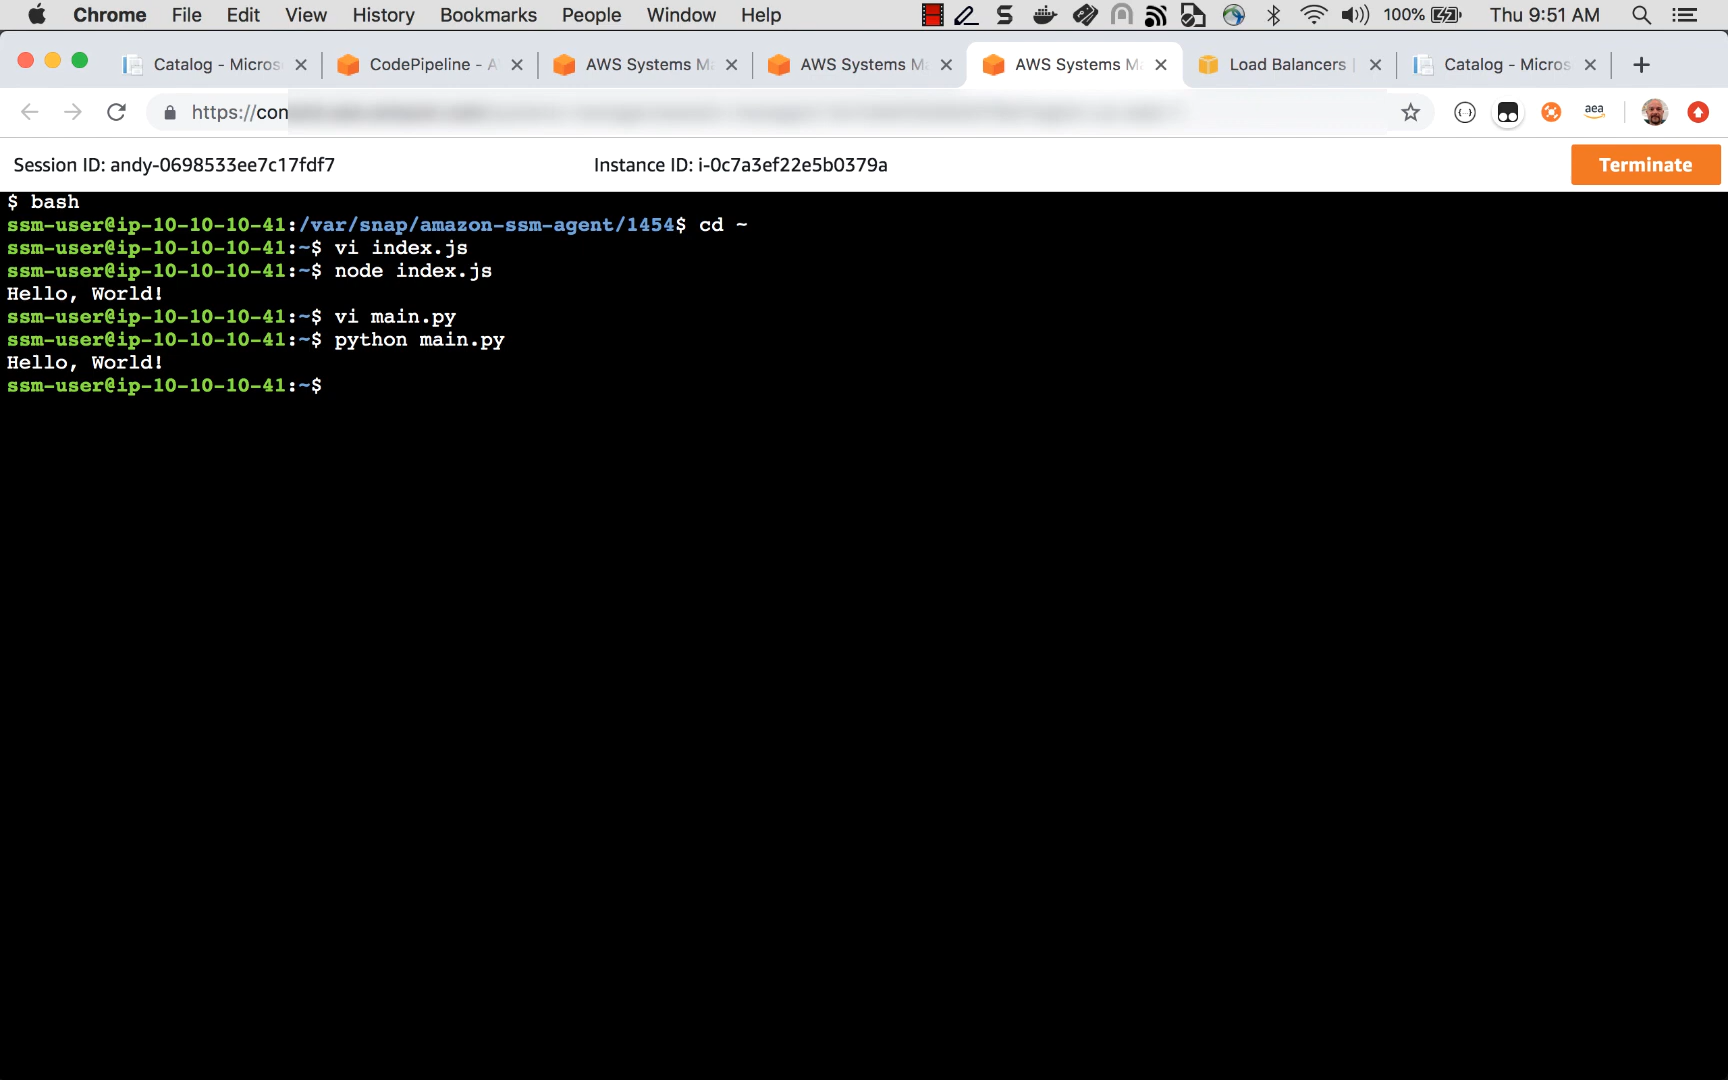 Chrome File Edit View History Bookmarks People Window Help 100% Thu 9:51 AM
Catalog - Micros CodePipeline - A AWS Systems Ma AWS Systems Ma AWS Systems Ma Load Balancers Catalog - Micros
https://con aea
Session ID: andy-0698533ee7c17fdf7 Instance ID: i-0c7a3ef22e5b0379a Terminate
$ bash
ssm-user@ip-10-10-10-41:/var/snap/amazon-ssm-agent/1454$ cd ~
ssm-user@ip-10-10-10-41:~$ vi index.js
ssm-user@ip-10-10-10-41:~$ node index.js
Hello, World!
ssm-user@ip-10-10-10-41:~$ vi main.py
ssm-user@ip-10-10-10-41:~$ python main.py
Hello, World!
ssm-user@ip-10-10-10-41:~$